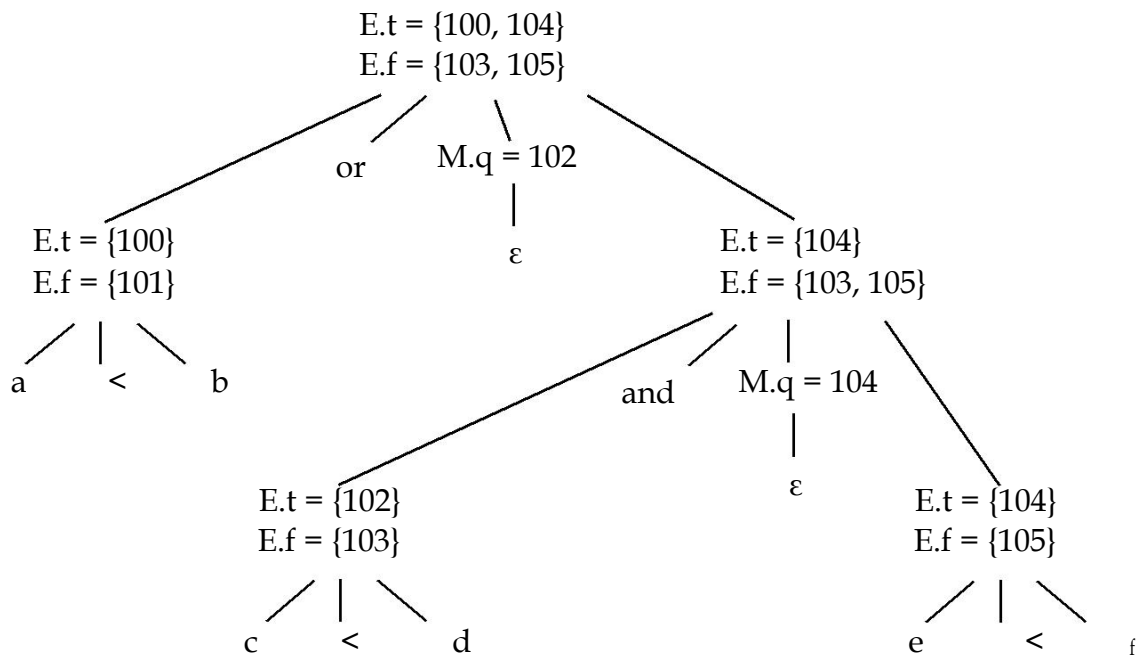 E.t = {100, 104}
E.f = {103, 105}
or
M.q = 102
ε
E.t = {100}
E.f = {101}
a < b
E.t = {104}
E.f = {103, 105}
and
M.q = 104
ε
E.t = {102}
E.f = {103}
c < d
E.t = {104}
E.f = {105}
e < f